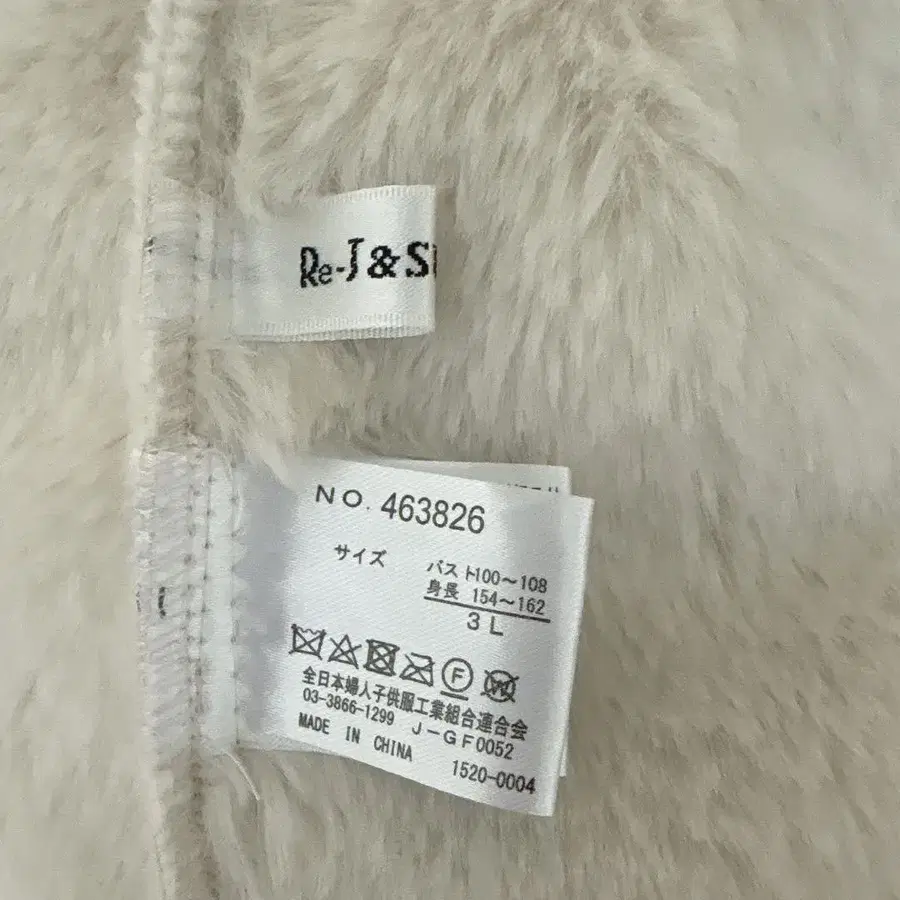 Re-J&S
NO. 463826
サイズ
バスト100～108
身長 154～162
3L
F
W
全日本婦人子供服工業組合連合会
03-3866-1299 J-GF0052
MADE IN CHINA
1520-0004